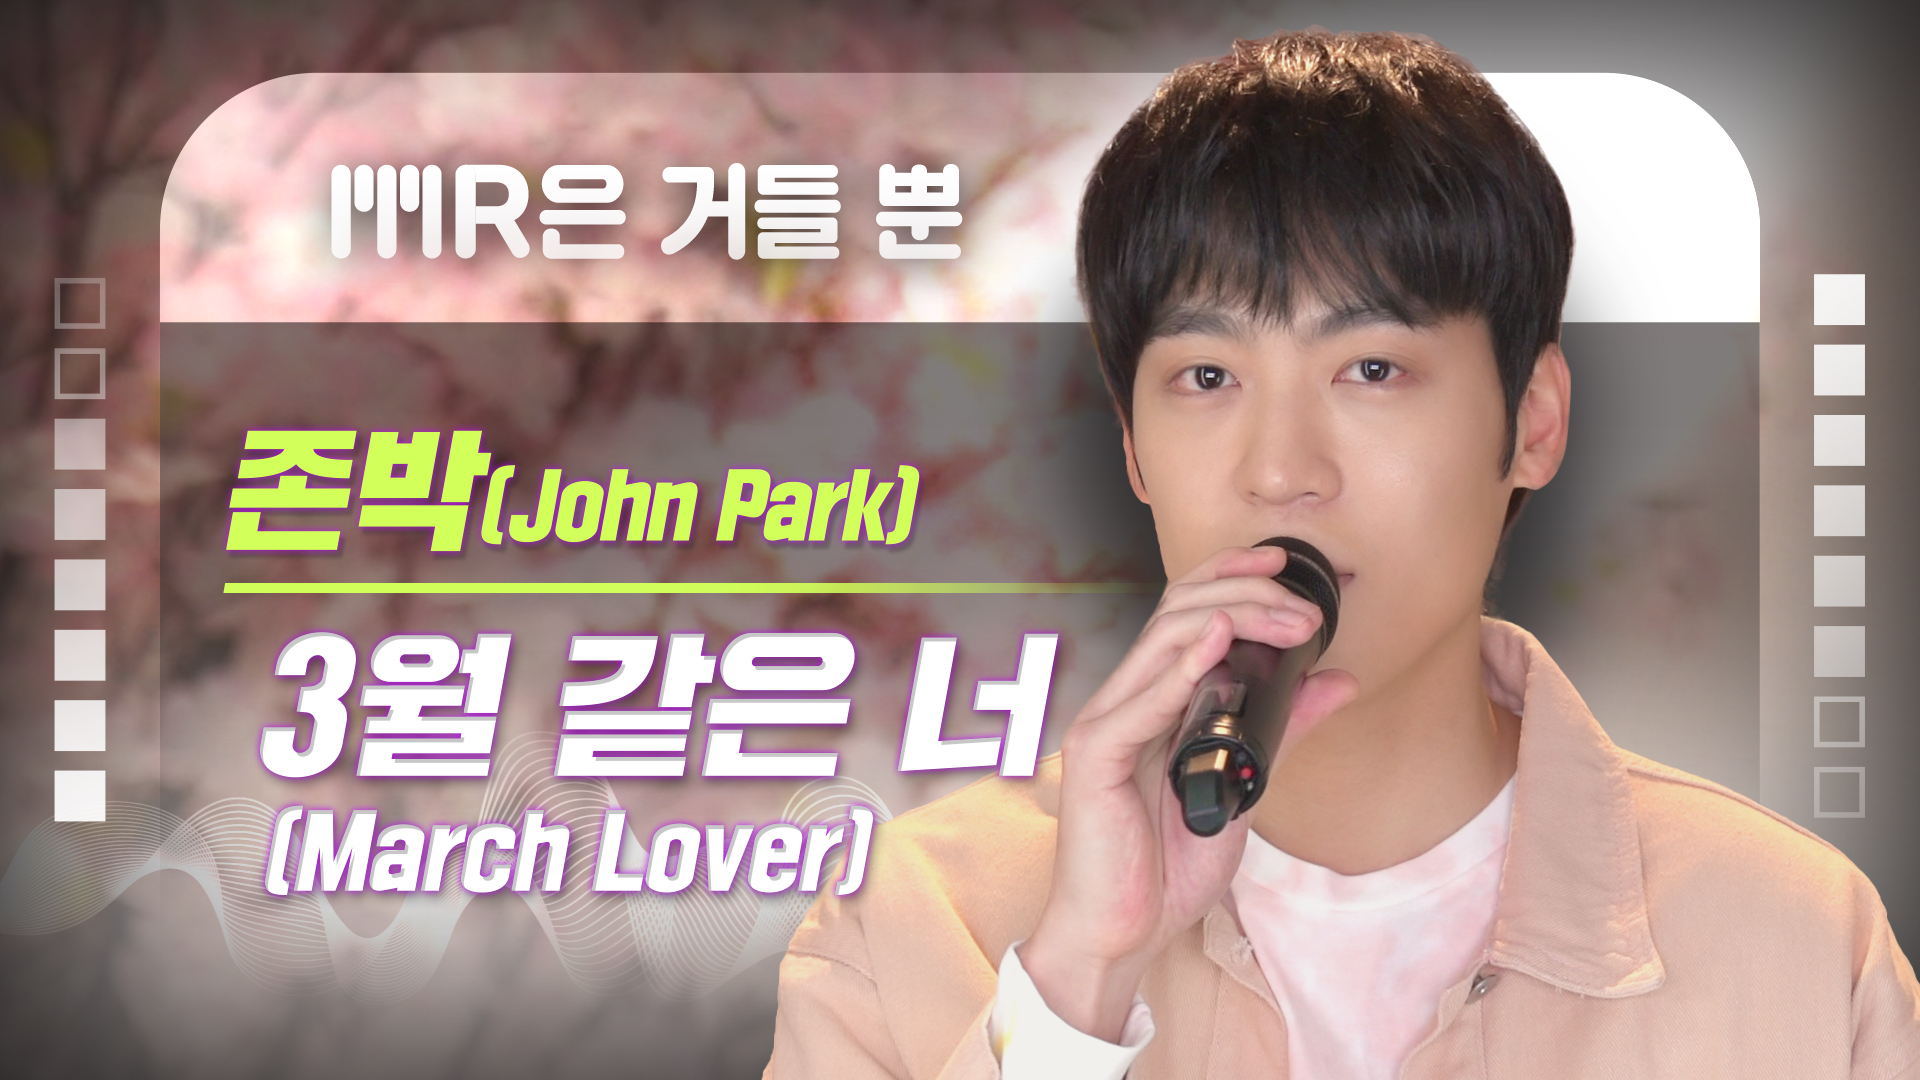 MR은 거들 뿐
존박(John Park)
3월 같은 너
(March Lover)